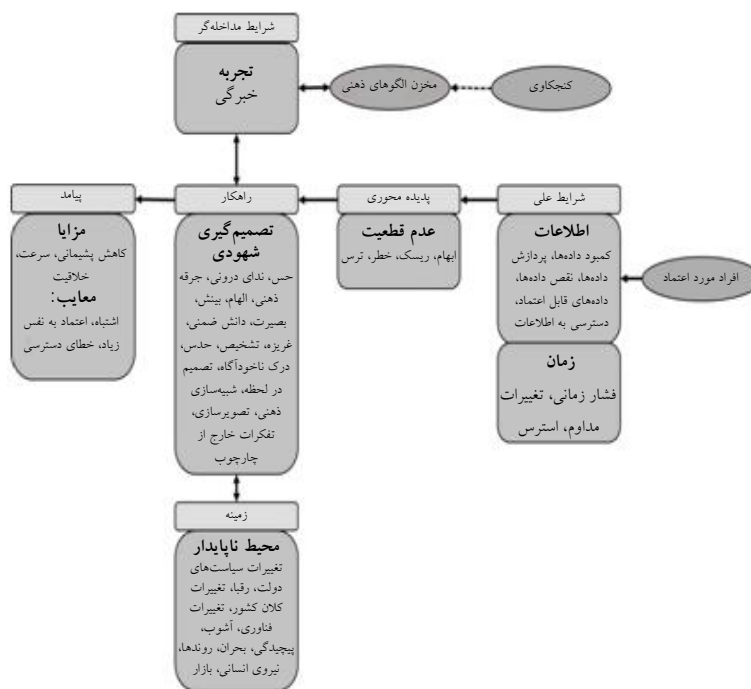 شرایط مداخله‌گر
تجربه
خبرگی
مخزن الگوهای ذهنی
کنجکاوی
شرایط علی
پدیده محوری
راهکار
پیامد
اطلاعات
کمبود داده‌ها، پردازش
داده‌ها، نقص داده‌ها،
داده‌های قابل اعتماد،
دسترسی به اطلاعات
افراد مورد اعتماد
زمان
فشار زمانی، تغییرات
مداوم، استرس
عدم قطعیت
ابهام، ریسک، خطر، ترس
تصمیم‌گیری
شهودی
حس، ندای درونی، جرقه
ذهنی، الهام، بینش،
بصیرت، دانش ضمنی،
غریزه، تشخیص، حدس،
درک ناخودآگاه، تصمیم
در لحظه، شبیه‌سازی
ذهنی، تصویرسازی،
تفکرات خارج از
چارچوب
مزایا
کاهش پشیمانی، سرعت،
خلاقیت
معایب:
اشتباه، اعتماد به نفس
زیاد، خطای دسترسی
زمینه
محیط ناپایدار
تغییرات سیاست‌های
دولت، رقبا، تغییرات
کلان کشور، تغییرات
فناوری، آشوب،
پیچیدگی، بحران، روندها،
نیروی انسانی، بازار